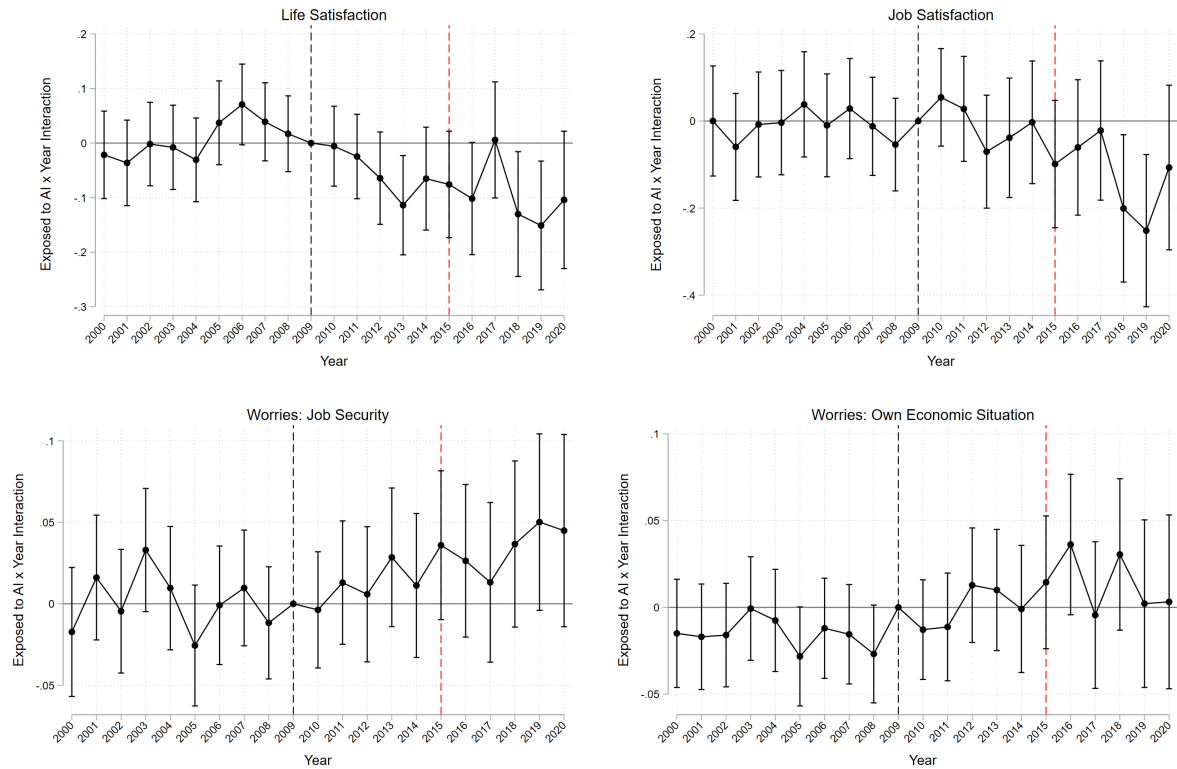 Life Satisfaction
Exposed to AI x Year Interaction
.2
.1
0
-.1
-.2
-.3
2000 2001 2002 2003 2004 2005 2006 2007 2008 2009 2010 2011 2012 2013 2014 2015 2016 2017 2018 2019 2020
Year
Job Satisfaction
Exposed to AI x Year Interaction
.2
0
-.2
-.4
2000 2001 2002 2003 2004 2005 2006 2007 2008 2009 2010 2011 2012 2013 2014 2015 2016 2017 2018 2019 2020
Year
Worries: Job Security
Exposed to AI x Year Interaction
.1
.05
0
-.05
2000 2001 2002 2003 2004 2005 2006 2007 2008 2009 2010 2011 2012 2013 2014 2015 2016 2017 2018 2019 2020
Year
Worries: Own Economic Situation
Exposed to AI x Year Interaction
.1
.05
0
-.05
2000 2001 2002 2003 2004 2005 2006 2007 2008 2009 2010 2011 2012 2013 2014 2015 2016 2017 2018 2019 2020
Year